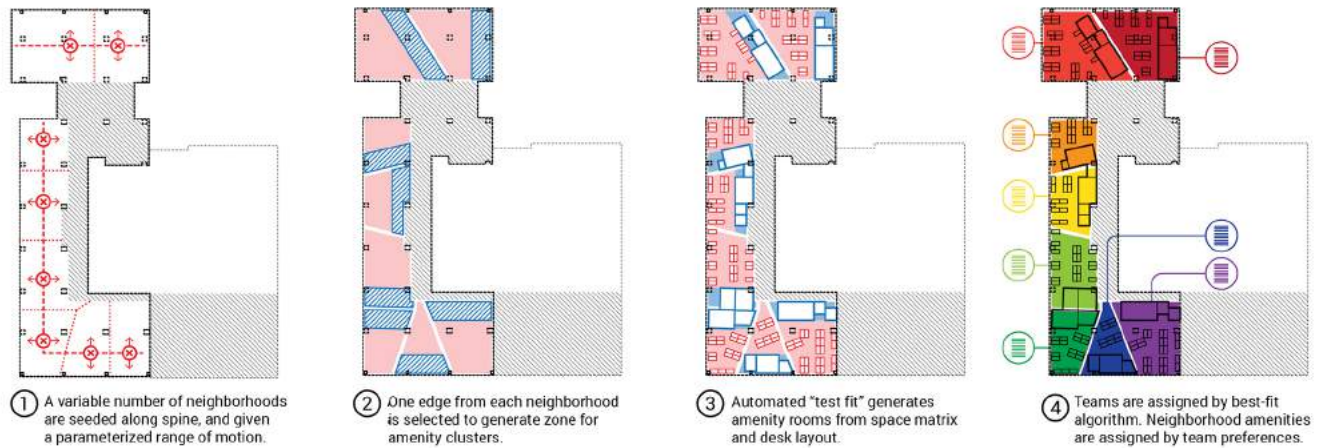 1 A variable number of neighborhoods
are seeded along spine, and given
a parameterized range of motion.
2 One edge from each neighborhood
is selected to generate zone for
amenity clusters.
3 Automated “test fit” generates
amenity rooms from space matrix
and desk layout.
4 Teams are assigned by best-fit
algorithm. Neighborhood amenities
are assigned by team preferences.